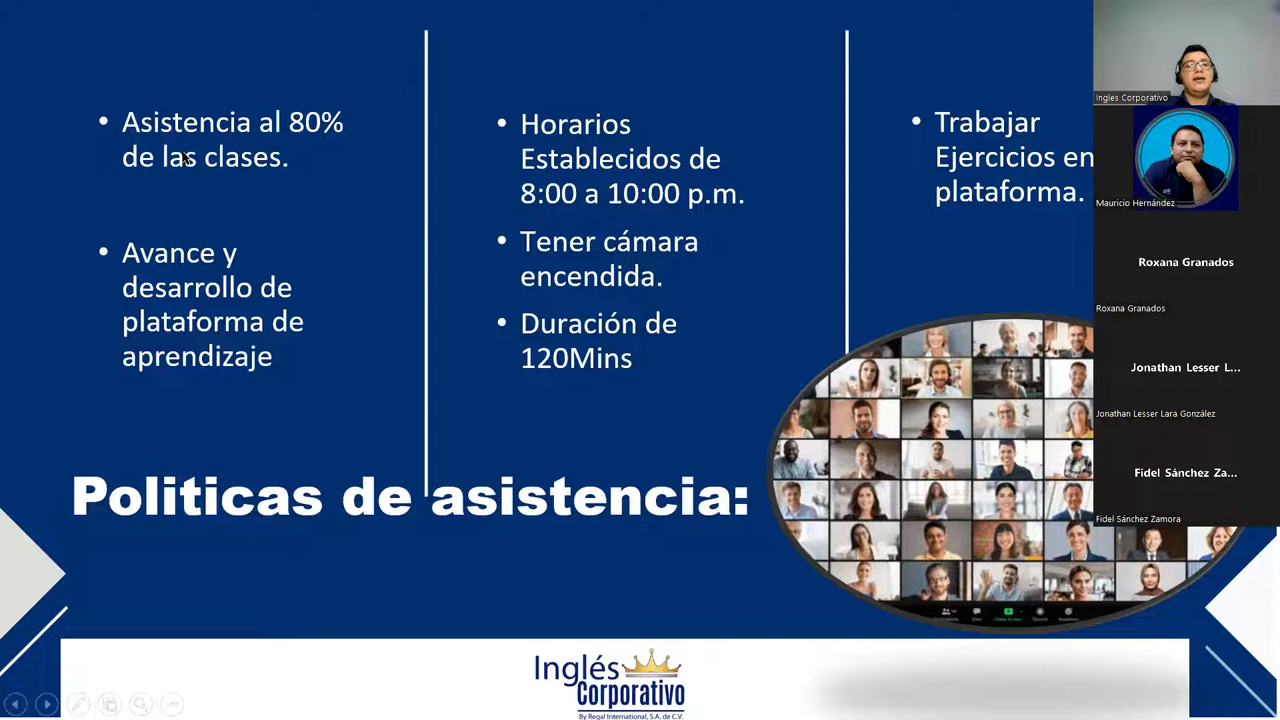 Asistencia al 80%
de las clases.
Avance y
desarrollo de
plataforma de
aprendizaje
Horarios
Establecidos de
8:00 a 10:00 p.m.
Tener cámara
encendida.
Duración de
120Mins
Trabajar
Ejercicios en
plataforma.
Politicas de asistencia:
Ingles Corporativo
Mauricio Hernández
Roxana Granados
Roxana Granados
Jonathan Lesser L...
Jonathan Lesser Lara González
Fidel Sánchez Za...
Fidel Sánchez Zamora
Inglés
Corporativo
By Regal International, S.A. de C.V.